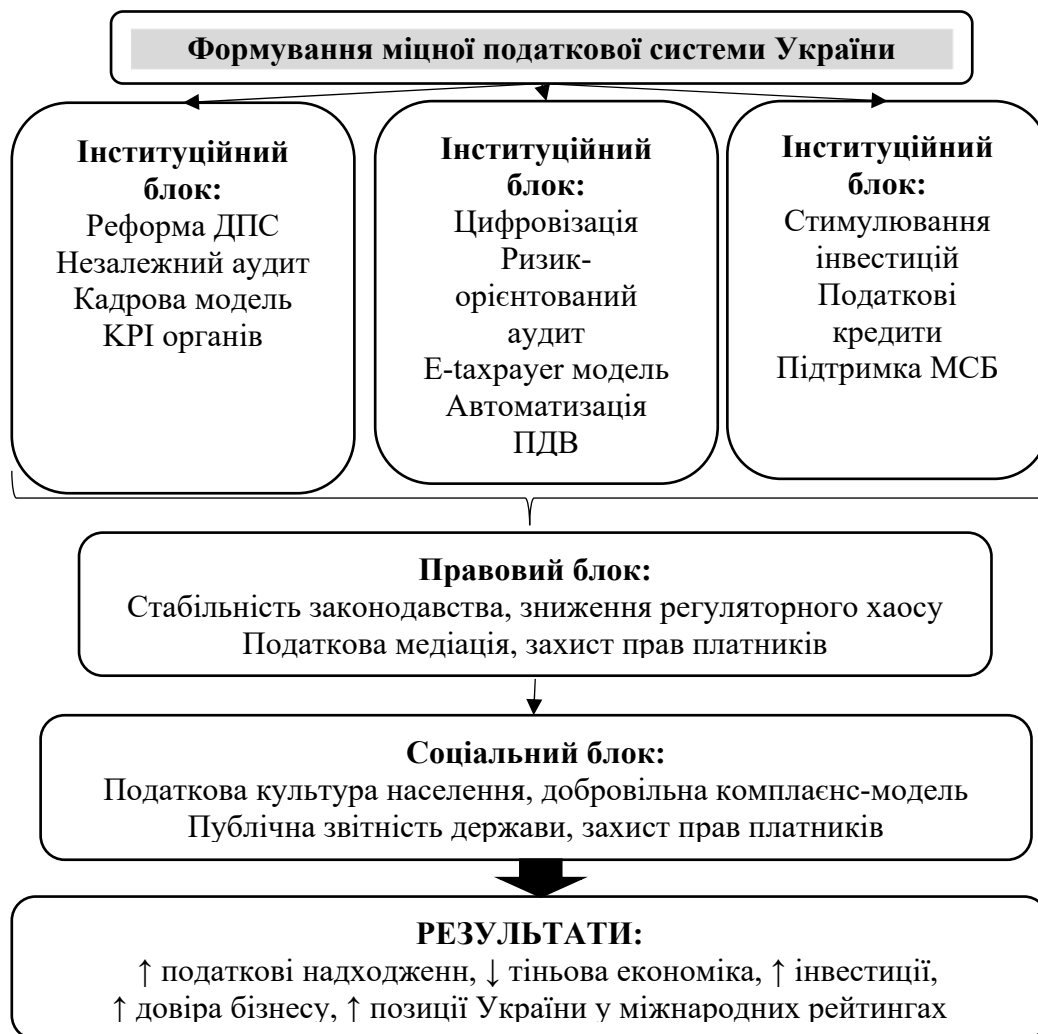 Формування міцної податкової системи України
Інституційний
блок:
Реформа ДПС
Незалежний аудит
Кадрова модель
KPI органів
Інституційний
блок:
Цифровізація
Ризик-
орієнтований
аудит
E-taxpayer модель
Автоматизація
ПДВ
Інституційний
блок:
Стимулювання
інвестицій
Податкові
кредити
Підтримка МСБ
Правовий блок:
Стабільність законодавства, зниження регуляторного хаосу
Податкова медіація, захист прав платників
Соціальний блок:
Податкова культура населення, добровільна комплаєнс-модель
Публічна звітність держави, захист прав платників
РЕЗУЛЬТАТИ:
↑ податкові надходженн, ↓ тіньова економіка, ↑ інвестиції,
↑ довіра бізнесу, ↑ позиції України у міжнародних рейтингах